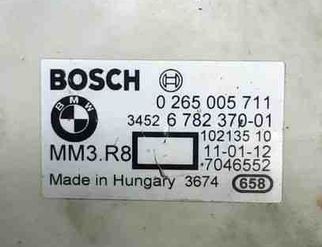 BOSCH
BMW
0 265 005 711
3452 6 782 370-01
102135 10
MM3.R8 11-01-12
7046552
Made in Hungary 3674 658